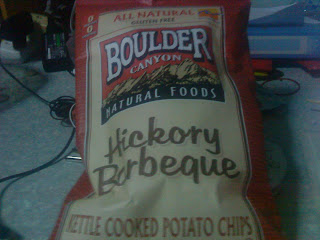 ALL NATURAL
GLUTEN FREE
BOULDER
CANYON
NATURAL FOODS
Hickory
Barbeque
KETTLE COOKED POTATO CHIPS